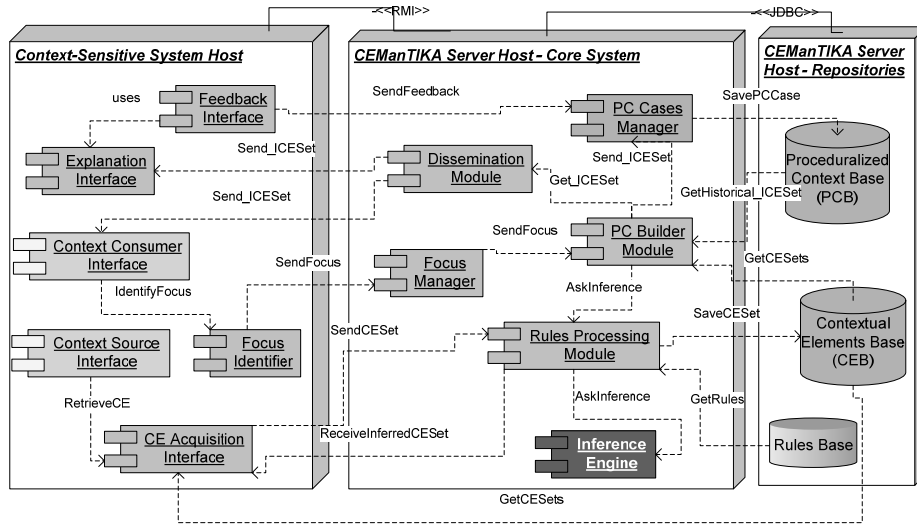 <<RMI>>
<<JDBC>>
Context-Sensitive System Host
CEManTIKA Server Host - Core System
CEManTIKA Server
Host - Repositories
uses
Feedback
Interface
SendFeedback
PC Cases
Manager
SavePCCase
Explanation
Interface
Send_ICESet
Dissemination
Module
Send_ICESet
Get_ICESet
Proceduralized
Context Base
(PCB)
Send_ICESet
GetHistorical_ICESet
Context Consumer
Interface
SendFocus
PC Builder
Module
SendFocus
Focus
Manager
GetCESets
IdentifyFocus
AskInference
Context Source
Interface
Focus
Identifier
SendCESet
Rules Processing
Module
SaveCESet
Contextual
Elements Base
(CEB)
RetrieveCE
AskInference
GetRules
CE Acquisition
Interface
ReceiveInferredCESet
Inference
Engine
Rules Base
GetCESets